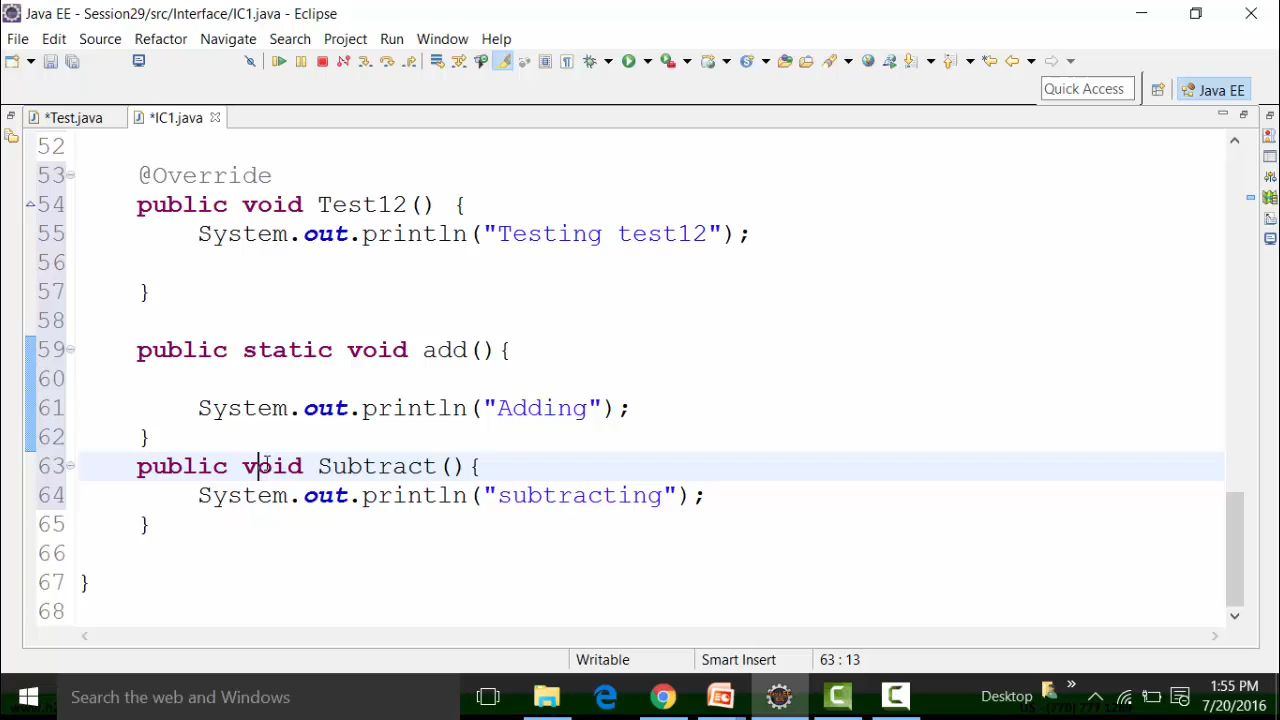 Java EE - Session29/src/Interface/IC1.java - Eclipse
File Edit Source Refactor Navigate Search Project Run Window Help
Quick Access
Java EE
*Test.java
*IC1.java
52
53 @Override
54 public void Test12() {
55 System.out.println("Testing test12");
56
57 }
58
59 public static void add(){
60
61 System.out.println("Adding");
62 }
63 public void Subtract(){
64 System.out.println("subtracting");
65 }
66
67 }
68
Writable Smart Insert 63 : 13
Search the web and Windows
Desktop
1:55 PM
7/20/2016